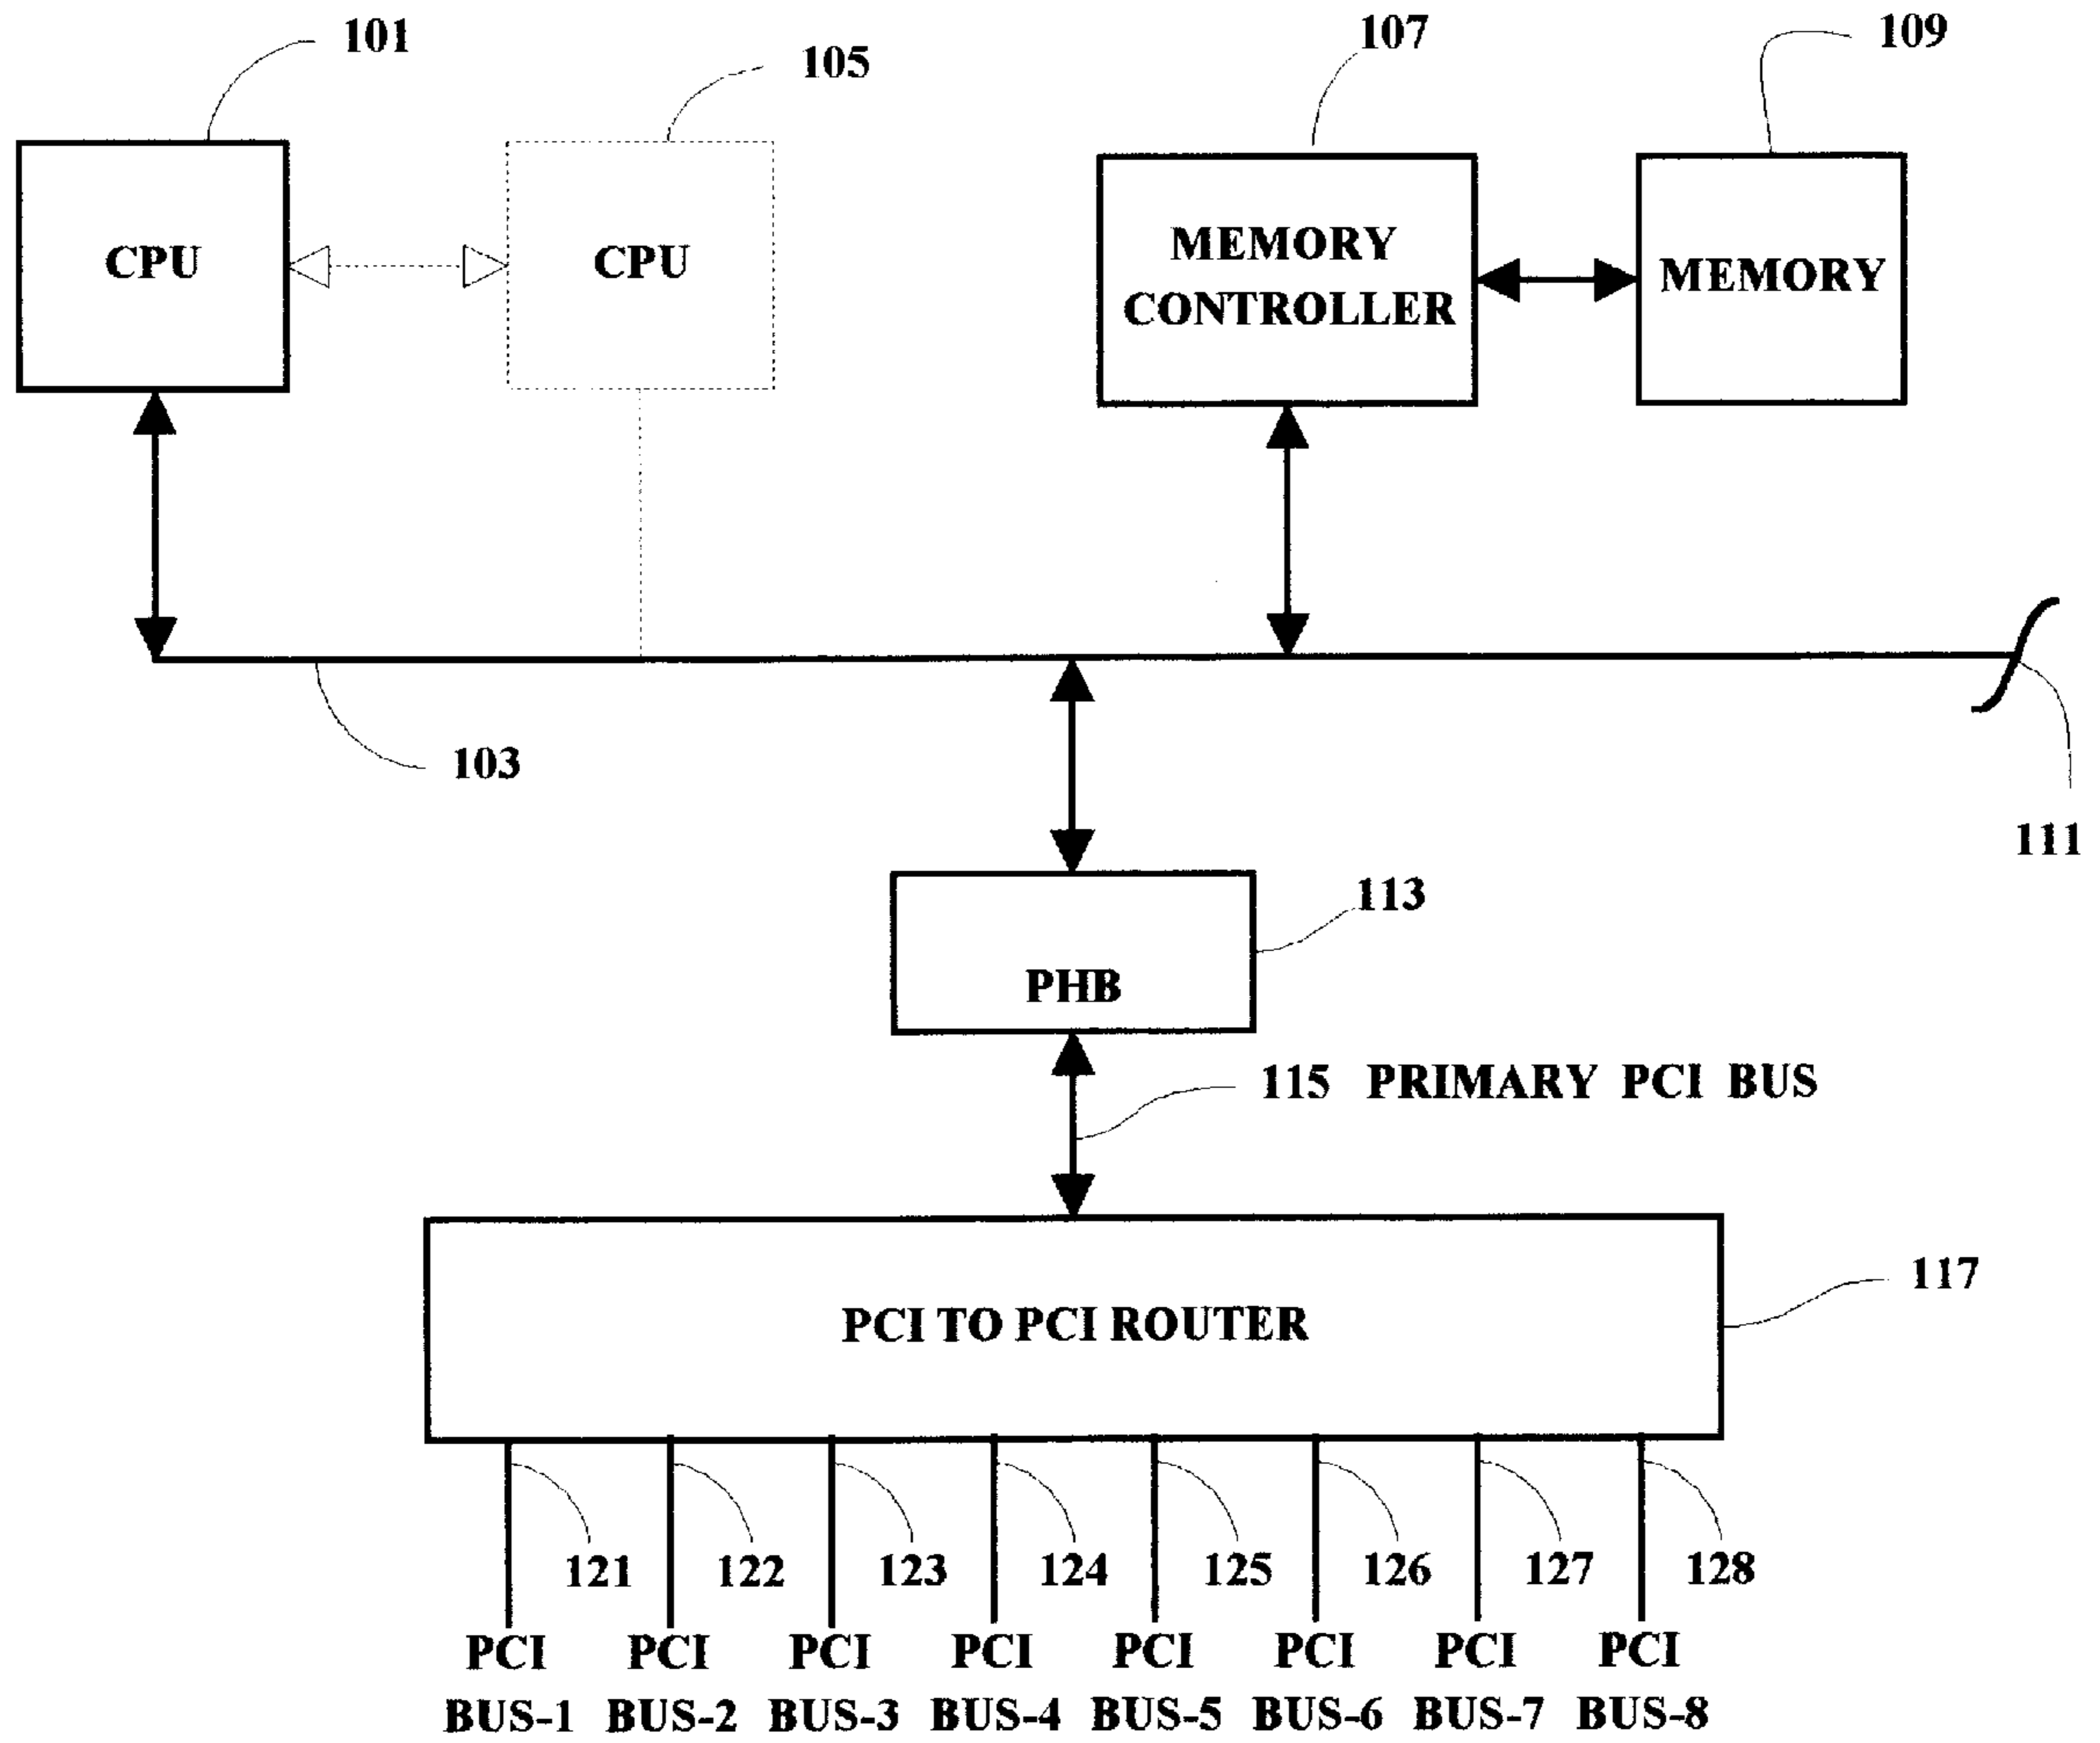 101
105
107
109
CPU
CPU
MEMORY
CONTROLLER
MEMORY
103
111
113
PHB
115 PRIMARY PCI BUS
117
PCI TO PCI ROUTER
121 122 123 124 125 126 127 128
PCI PCI PCI PCI PCI PCI PCI PCI
BUS-1 BUS-2 BUS-3 BUS-4 BUS-5 BUS-6 BUS-7 BUS-8